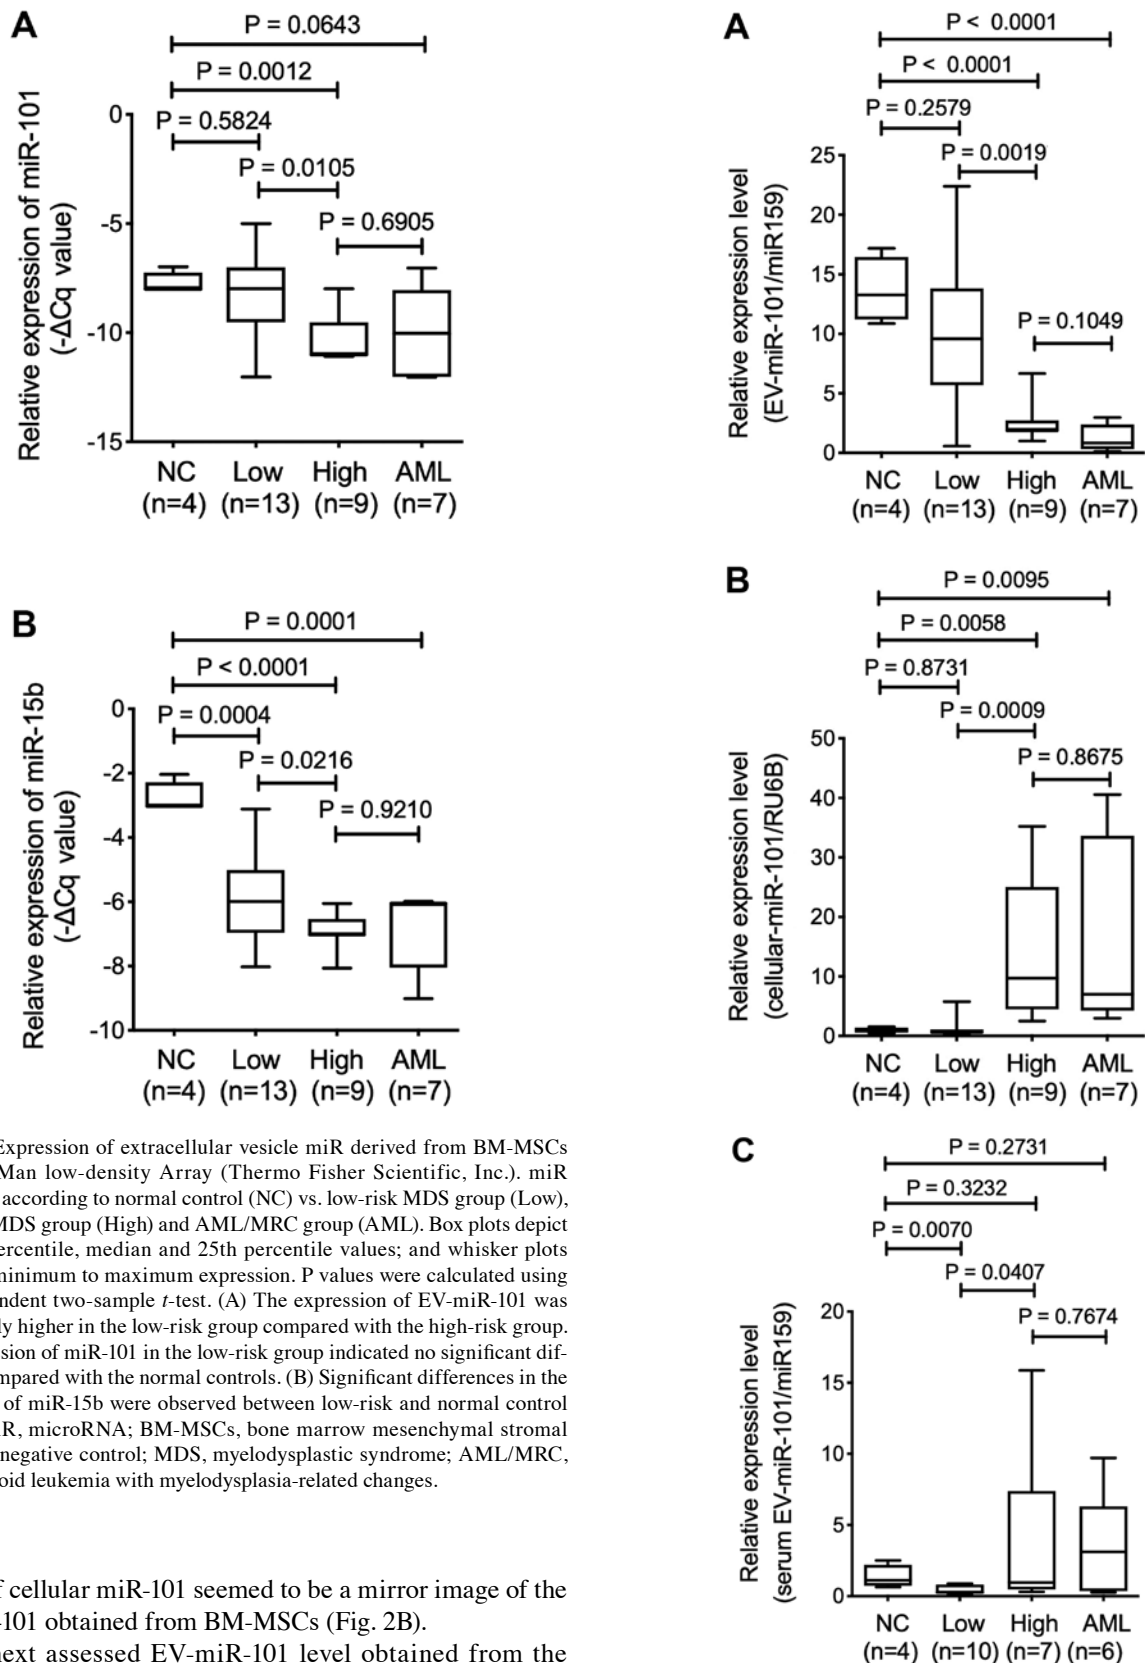 A
P = 0.0643
P = 0.0012
P = 0.5824
P = 0.0105
P = 0.6905
Relative expression of miR-101
(-ΔCq value)
0
-5
-10
-15
NC Low High AML
(n=4) (n=13) (n=9) (n=7)
B
P = 0.0001
P < 0.0001
P = 0.0004
P = 0.0216
P = 0.9210
Relative expression of miR-15b
(-ΔCq value)
0
-2
-4
-6
-8
-10
NC Low High AML
(n=4) (n=13) (n=9) (n=7)
Expression of extracellular vesicle miR derived from BM-MSCs
Man low-density Array (Thermo Fisher Scientific, Inc.). miR
according to normal control (NC) vs. low-risk MDS group (Low),
MDS group (High) and AML/MRC group (AML). Box plots depict
ercentile, median and 25th percentile values; and whisker plots
minimum to maximum expression. P values were calculated using
ndent two-sample t-test. (A) The expression of EV-miR-101 was
ly higher in the low-risk group compared with the high-risk group.
sion of miR-101 in the low-risk group indicated no significant dif-
mpared with the normal controls. (B) Significant differences in the
of miR-15b were observed between low-risk and normal control
R, microRNA; BM-MSCs, bone marrow mesenchymal stromal
negative control; MDS, myelodysplastic syndrome; AML/MRC,
oid leukemia with myelodysplasia-related changes.
f cellular miR-101 seemed to be a mirror image of the
-101 obtained from BM-MSCs (Fig. 2B).
next assessed EV-miR-101 level obtained from the
A
P < 0.0001
P < 0.0001
P = 0.2579
P = 0.0019
P = 0.1049
Relative expression level
(EV-miR-101/miR159)
25
20
15
10
5
0
NC Low High AML
(n=4) (n=13) (n=9) (n=7)
B
P = 0.0095
P = 0.0058
P = 0.8731
P = 0.0009
P = 0.8675
Relative expression level
(cellular-miR-101/RU6B)
50
40
30
20
10
0
NC Low High AML
(n=4) (n=13) (n=9) (n=7)
C
P = 0.2731
P = 0.3232
P = 0.0070
P = 0.0407
P = 0.7674
Relative expression level
(serum EV-miR-101/miR159)
20
15
10
5
0
NC Low High AML
(n=4) (n=10) (n=7) (n=6)